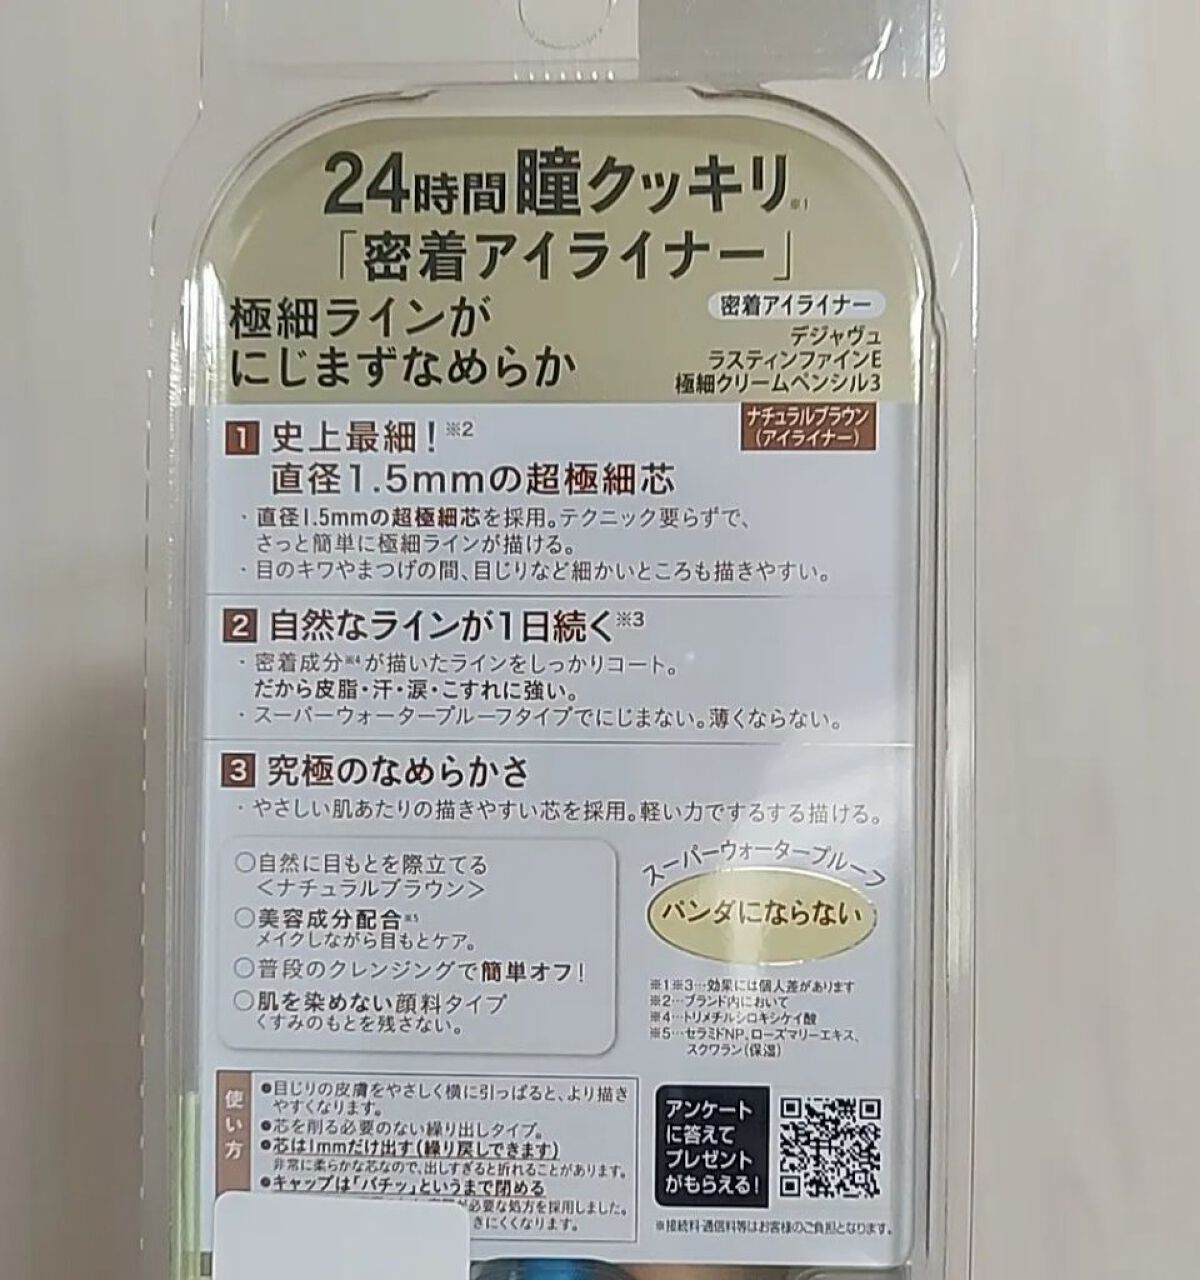 24時間瞳クッキリ※1
「密着アイライナー」
極細ラインが
にじまずなめらか
密着アイライナー
デジャヴュ
ラスティンファインE
極細クリームペンシル3
ナチュラルブラウン
(アイライナー)
1 史上最細!※2
直径1.5mmの超極細芯
・直径1.5mmの超極細芯を採用。テクニック要らずで、
さっと簡単に極細ラインが描ける。
・目のキワやまつげの間、目じりなど細かいところも描きやすい。
2 自然なラインが1日続く※3
・密着成分※4が描いたラインをしっかりコート。
だから皮脂・汗・涙・こすれに強い。
・スーパーウォータープルーフタイプでにじまない。薄くならない。
3 究極のなめらかさ
・やさしい肌あたりの描きやすい芯を採用。軽い力でするする描ける。
○自然に目もとを際立てる
<ナチュラルブラウン>
○美容成分配合※5
メイクしながら目もとケア。
○普段のクレンジングで簡単オフ!
○肌を染めない顔料タイプ
くすみのもとを残さない。
スーパーウォータープルーフ
パンダにならない
※1※3…効果には個人差があります
※2…ブランド内において
※4…トリメチルシロキシケイ酸
※5…セラミドNP、ローズマリーエキス、
スクワラン(保湿)
使い方
●目じりの皮膚をやさしく横に引っぱると、より描き
やすくなります。
●芯を削る必要のない繰り出しタイプ。
●芯は1mmだけ出す(繰り戻しできます)
非常に柔らかな芯なので、出しすぎると折れることがあります。
●キャップは「パチッ」というまで閉める
必要な処方を採用しました。
きにくくなります。
アンケート
に答えて
プレゼント
がもらえる!
※接続料・通信料等はお客様のご負担となります。